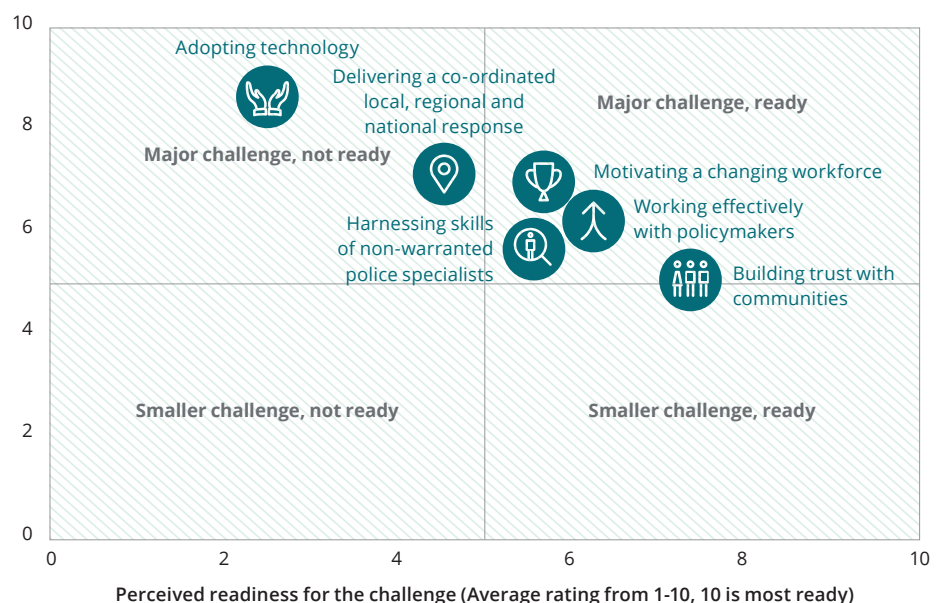 10
Adopting technology
Delivering a co-ordinated
local, regional and
national response
Major challenge, ready
8
Major challenge, not ready
Motivating a changing workforce
Working effectively
with policymakers
6
Harnessing skills
of non-warranted
police specialists
Building trust with
communities
4
Smaller challenge, not ready
Smaller challenge, ready
2
0
0
2
4
6
8
10
Perceived readiness for the challenge (Average rating from 1-10, 10 is most ready)